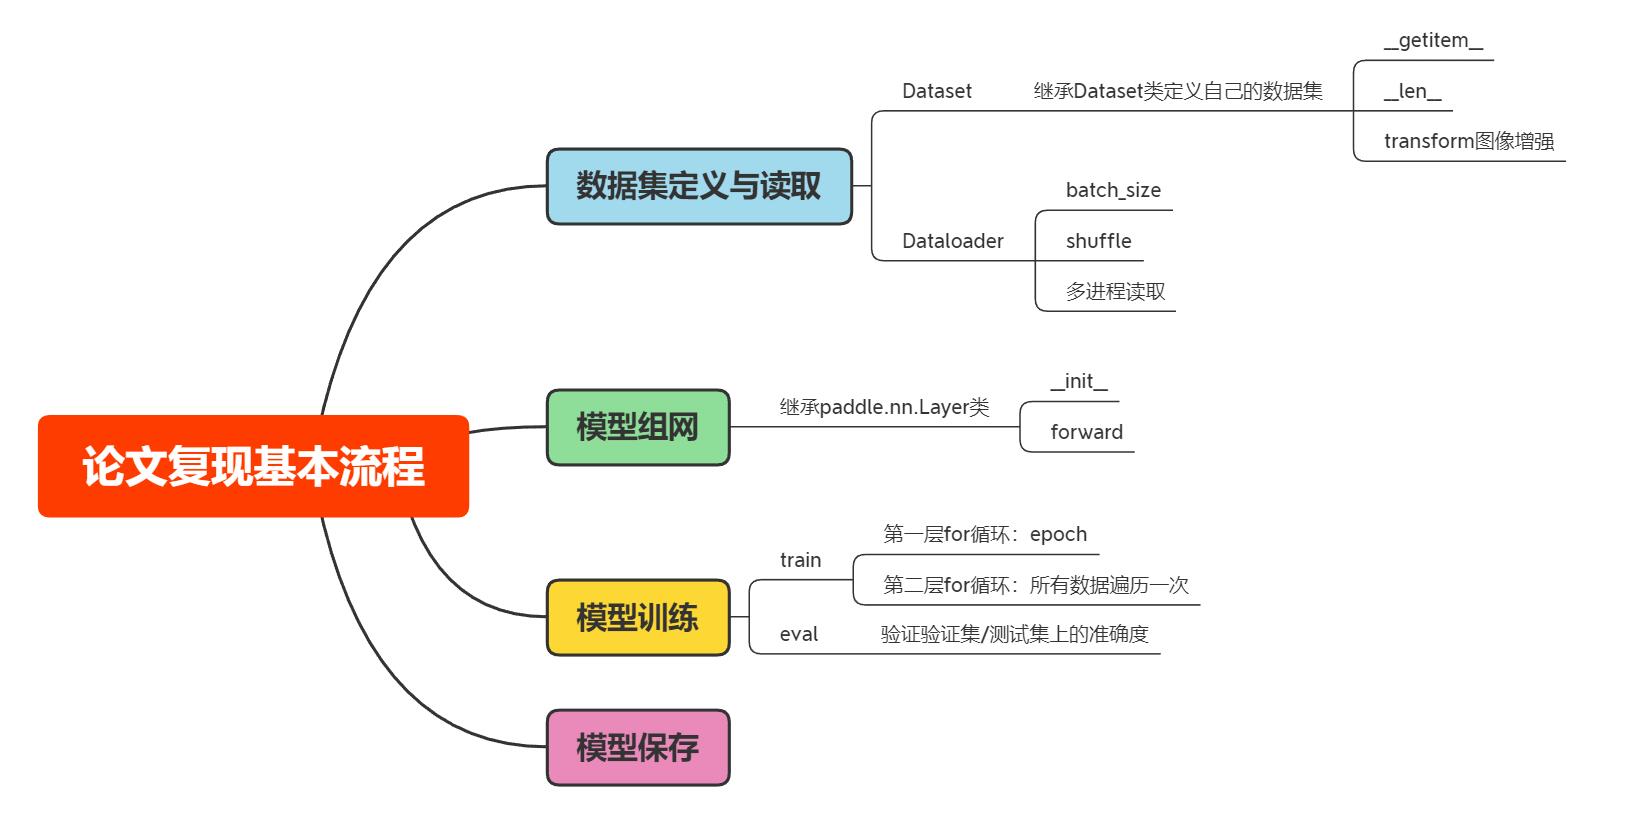 论文复现基本流程
数据集定义与读取
Dataset
继承Dataset类定义自己的数据集
__getitem__
__len__
transform图像增强
Dataloader
batch_size
shuffle
多进程读取
模型组网
继承paddle.nn.Layer类
__init__
forward
模型训练
train
第一层for循环：epoch
第二层for循环：所有数据遍历一次
eval
验证验证集/测试集上的准确度
模型保存